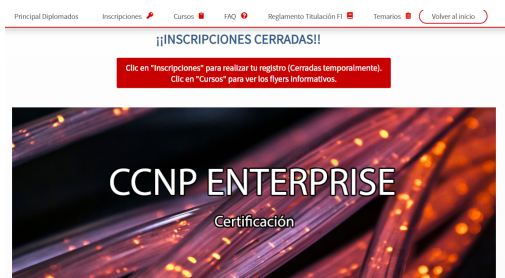 Principal Diplomados Inscripciones Cursos FAQ Reglamento Titulación FI Temarios Volver al inicio
¡¡INSCRIPCIONES CERRADAS!!
Clic en "Inscripciones" para realizar tu registro (Cerradas temporalmente).
Clic en "Cursos" para ver los flyers informativos.
CCNP ENTERPRISE
Certificación